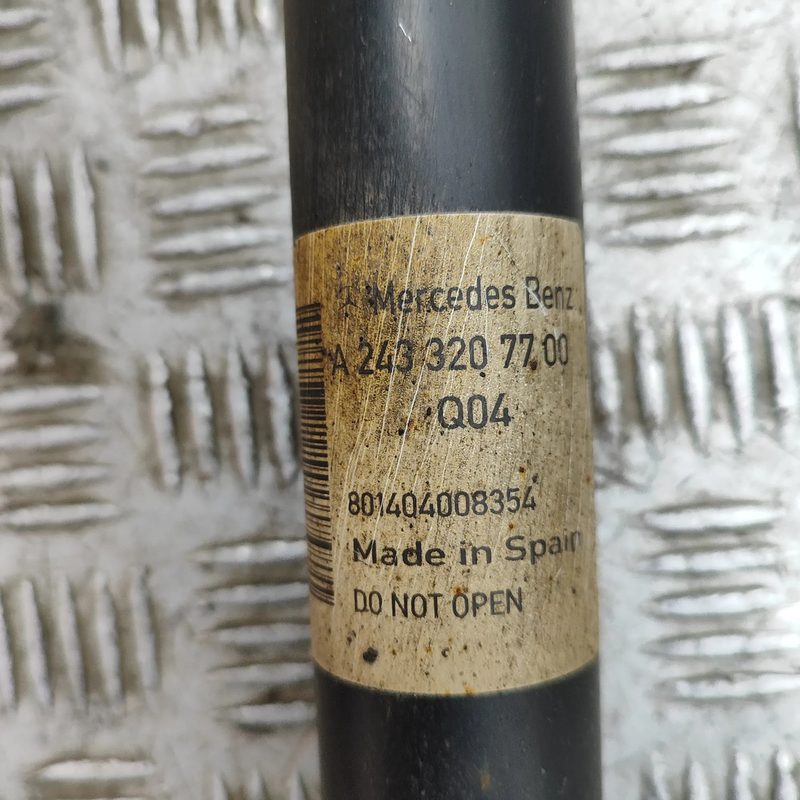 Mercedes Benz
A 243 320 77 00
Q04
801404008354
Made in Spain
DO NOT OPEN